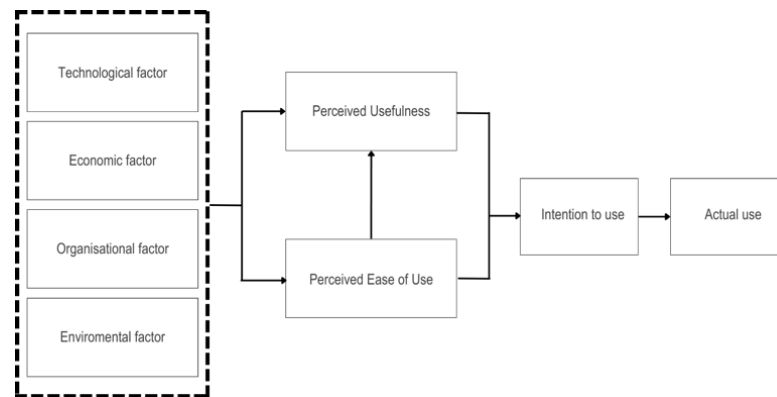 Technological factor
Economic factor
Organisational factor
Enviromental factor
Perceived Usefulness
Perceived Ease of Use
Intention to use
Actual use